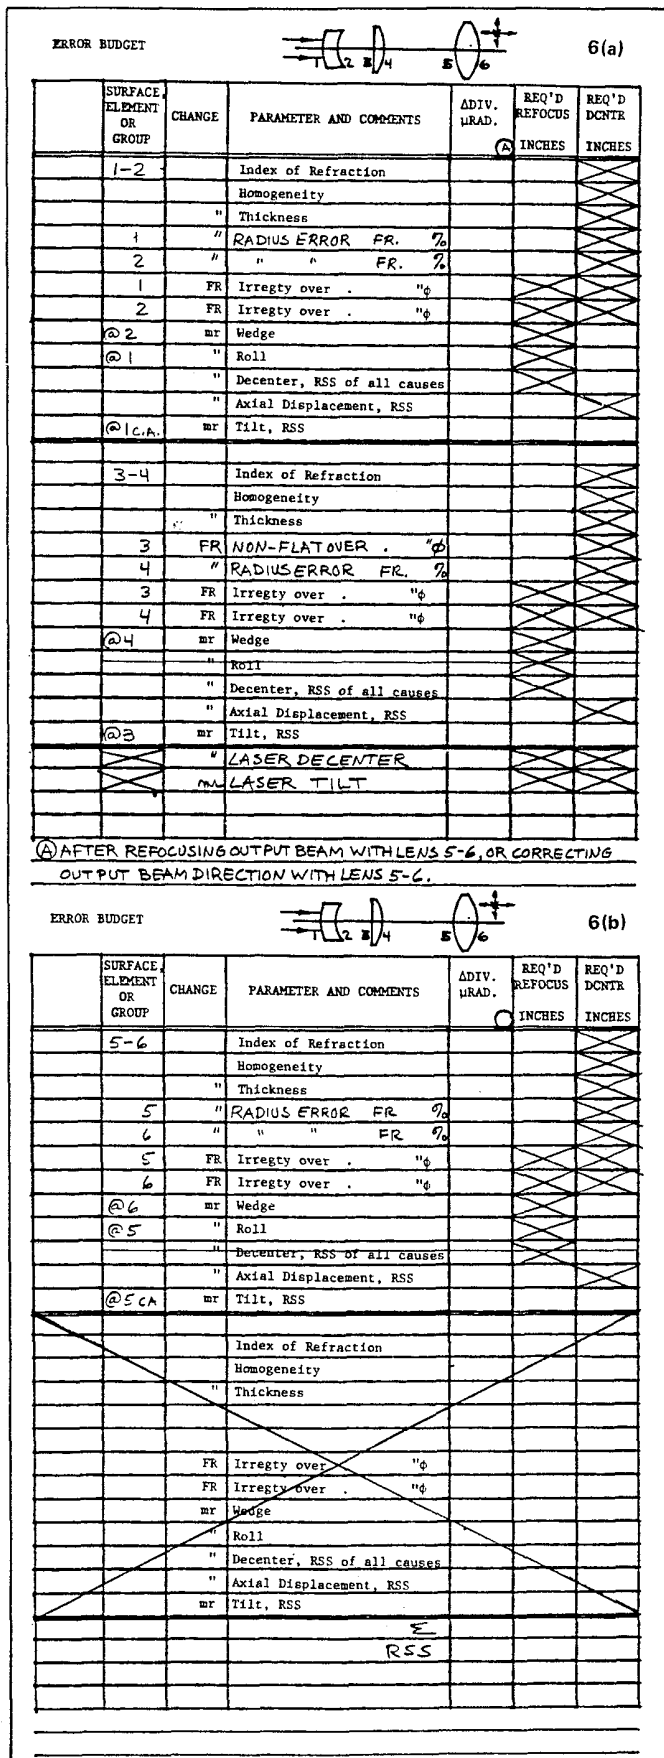 ERROR BUDGET
6(a)
1 2 3 4 5 6
SURFACE, ELEMENT OR GROUP CHANGE PARAMETER AND COMMENTS ΔDIV. μRAD. Ⓐ REQ'D REFOCUS INCHES REQ'D DCNTR INCHES
1-2 Index of Refraction
Homogeneity
" Thickness
1 " RADIUS ERROR FR. %
2 " " " FR. %
1 FR Irregty over . "φ
2 FR Irregty over . "φ
@2 mr Wedge
@1 " Roll
" Decenter, RSS of all causes
" Axial Displacement, RSS
@1C.A. mr Tilt, RSS
3-4 Index of Refraction
Homogeneity
" Thickness
3 FR NON-FLAT OVER . "φ
4 " RADIUS ERROR FR. %
3 FR Irregty over . "φ
4 FR Irregty over . "φ
@4 mr Wedge
" Roll
" Decenter, RSS of all causes
" Axial Displacement, RSS
@3 mr Tilt, RSS
" LASER DECENTER
mr LASER TILT
Ⓐ AFTER REFOCUSING OUTPUT BEAM WITH LENS 5-6, OR CORRECTING
OUTPUT BEAM DIRECTION WITH LENS 5-6.
ERROR BUDGET
6(b)
1 2 3 4 5 6
SURFACE, ELEMENT OR GROUP CHANGE PARAMETER AND COMMENTS ΔDIV. μRAD. REQ'D REFOCUS INCHES REQ'D DCNTR INCHES
5-6 Index of Refraction
Homogeneity
" Thickness
5 " RADIUS ERROR FR %
6 " " " FR %
5 FR Irregty over . "φ
6 FR Irregty over . "φ
@6 mr Wedge
@5 " Roll
" Decenter, RSS of all causes
" Axial Displacement, RSS
@5 CA mr Tilt, RSS
Index of Refraction
Homogeneity
" Thickness
FR Irregty over "φ
FR Irregty over . "φ
mr Wedge
" Roll
" Decenter, RSS of all causes
" Axial Displacement, RSS
mr Tilt, RSS
Σ
RSS